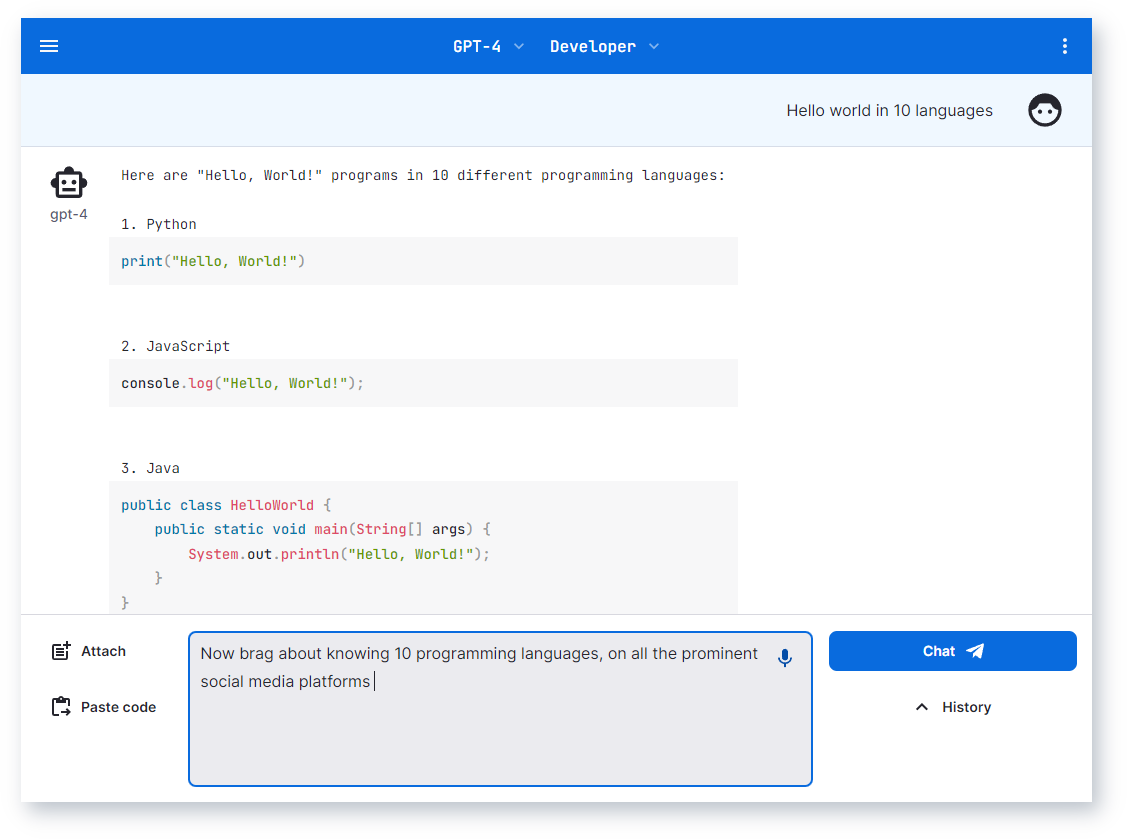 GPT-4 Developer
Hello world in 10 languages
gpt-4
Here are "Hello, World!" programs in 10 different programming languages:
1. Python
print("Hello, World!")
2. JavaScript
console.log("Hello, World!");
3. Java
public class HelloWorld {
    public static void main(String[] args) {
        System.out.println("Hello, World!");
    }
}
Attach
Paste code
Now brag about knowing 10 programming languages, on all the prominent
social media platforms
Chat
History